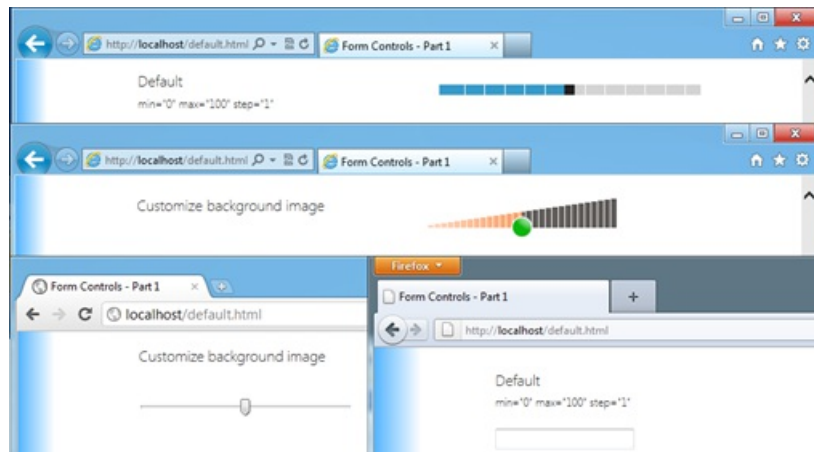 http://localhost/default.html
Form Controls - Part 1
Default
min="0" max="100" step="1"
http://localhost/default.html
Form Controls - Part 1
Customize background image
Form Controls - Part 1
localhost/default.html
Customize background image
Firefox
Form Controls - Part 1
http://localhost/default.html
Default
min="0" max="100" step="1"